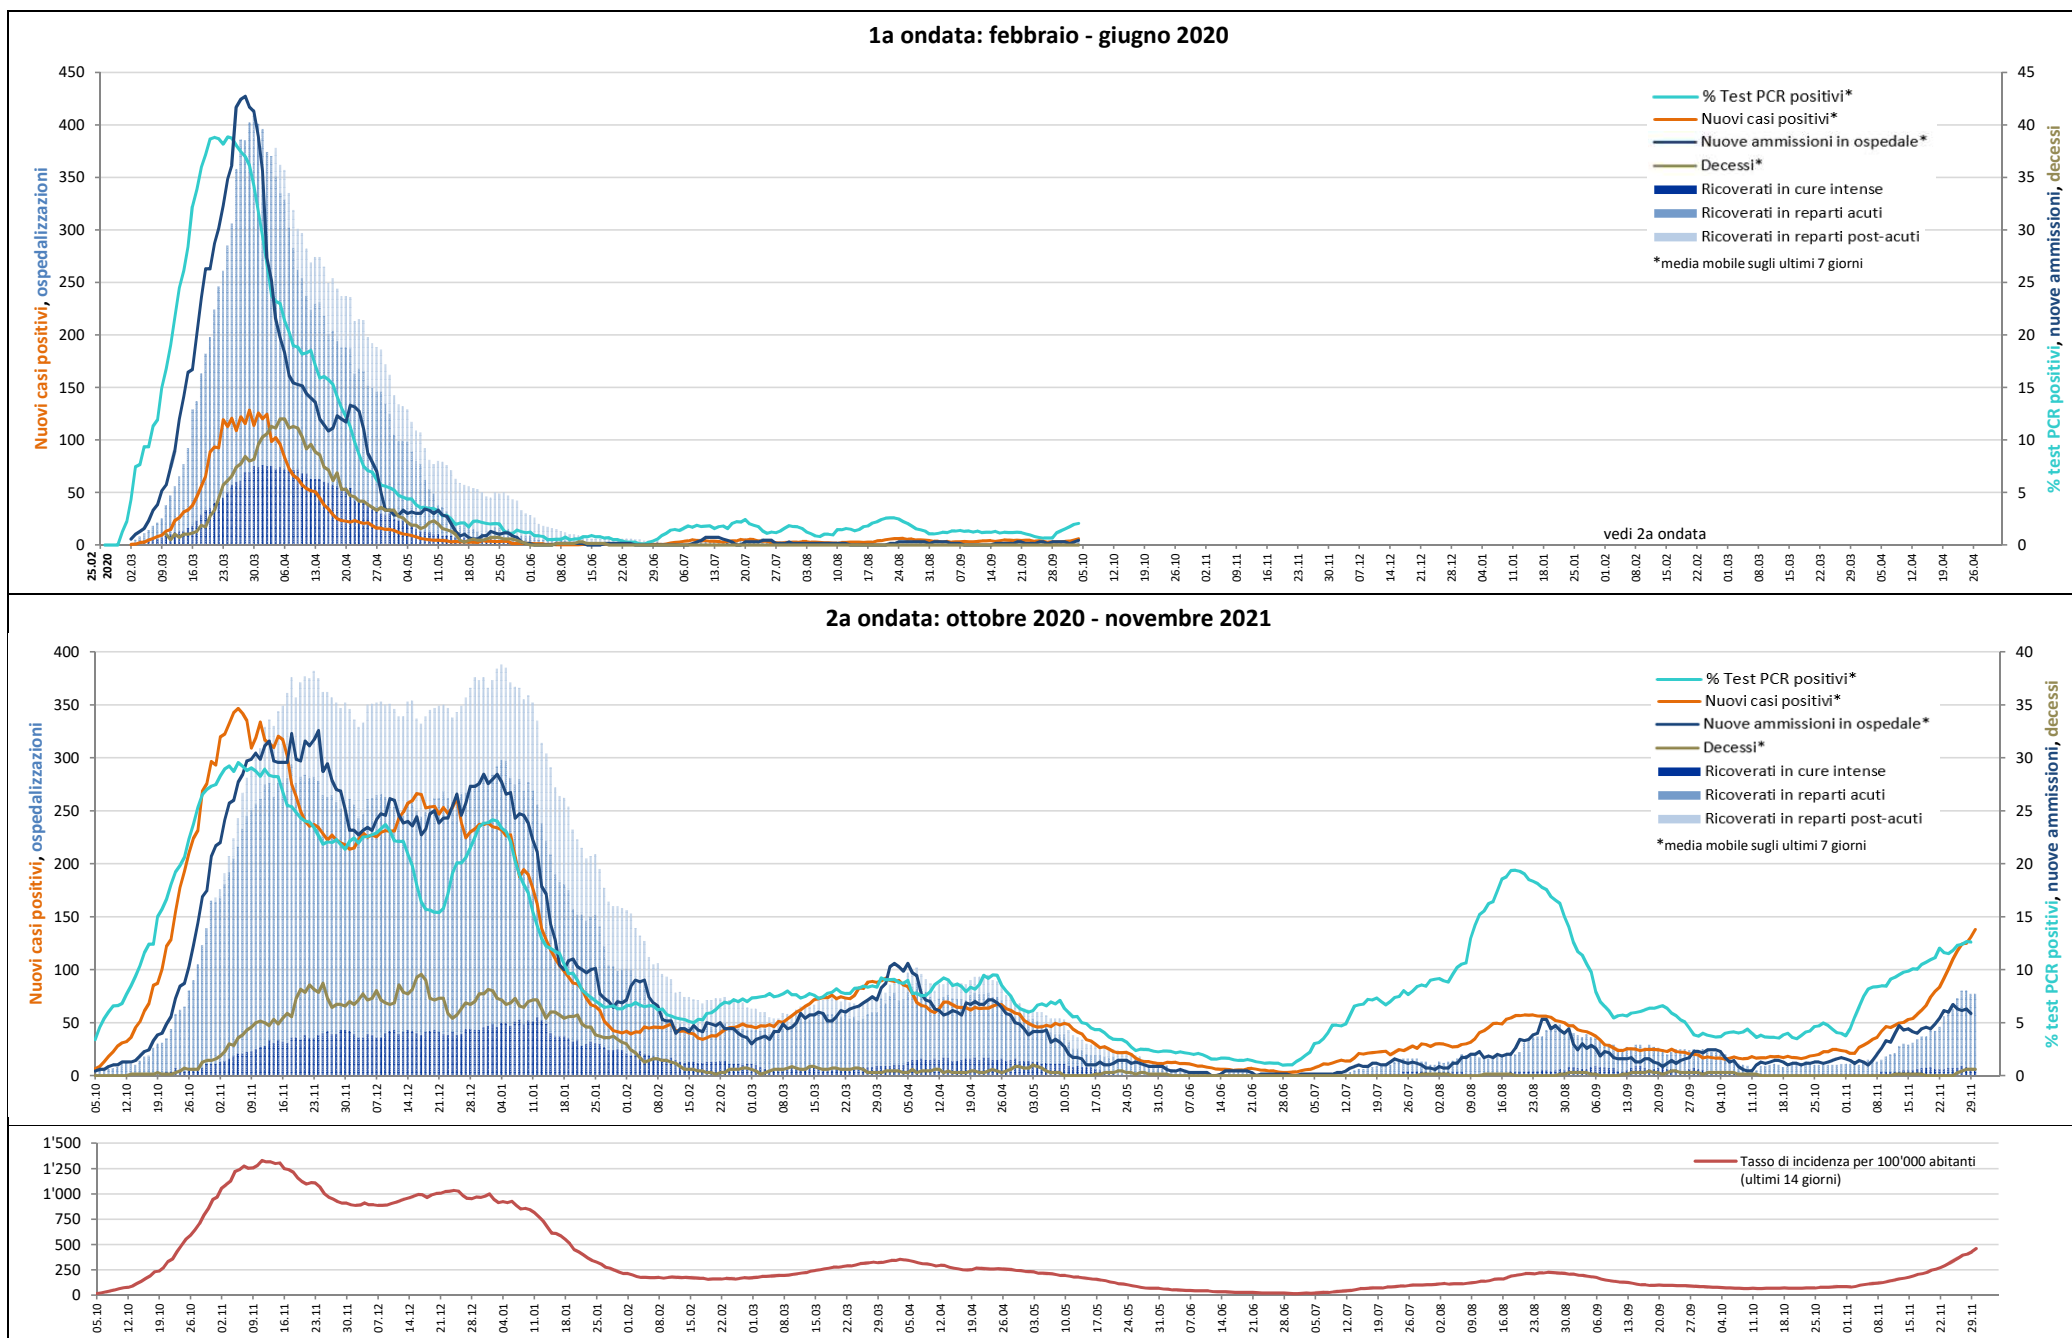 1a ondata: febbraio - giugno 2020
450
400
350
300
250
200
150
100
50
0
45
40
35
30
25
20
15
10
5
0
Nuovi casi positivi, ospedalizzazioni
% test PCR positivi, nuove ammissioni, decessi
% Test PCR positivi*
Nuovi casi positivi*
Nuove ammissioni in ospedale*
Decessi*
Ricoverati in cure intense
Ricoverati in reparti acuti
Ricoverati in reparti post-acuti
*media mobile sugli ultimi 7 giorni
vedi 2a ondata
25.02 2020 02.03 09.03 16.03 23.03 30.03 06.04 13.04 20.04 27.04 04.05 11.05 18.05 25.05 01.06 08.06 15.06 22.06 29.06 06.07 13.07 20.07 27.07 03.08 10.08 17.08 24.08 31.08 07.09 14.09 21.09 28.09 05.10 12.10 19.10 26.10 02.11 09.11 16.11 23.11 30.11 07.12 14.12 21.12 28.12 04.01 11.01 18.01 25.01 01.02 08.02 15.02 22.02 01.03 08.03 15.03 22.03 29.03 05.04 12.04 19.04 26.04
2a ondata: ottobre 2020 - novembre 2021
400
350
300
250
200
150
100
50
0
40
35
30
25
20
15
10
5
0
Nuovi casi positivi, ospedalizzazioni
% test PCR positivi, nuove ammissioni, decessi
% Test PCR positivi*
Nuovi casi positivi*
Nuove ammissioni in ospedale*
Decessi*
Ricoverati in cure intense
Ricoverati in reparti acuti
Ricoverati in reparti post-acuti
*media mobile sugli ultimi 7 giorni
05.10 12.10 19.10 26.10 02.11 09.11 16.11 23.11 30.11 07.12 14.12 21.12 28.12 04.01 11.01 18.01 25.01 01.02 08.02 15.02 22.02 01.03 08.03 15.03 22.03 29.03 05.04 12.04 19.04 26.04 03.05 10.05 17.05 24.05 31.05 07.06 14.06 21.06 28.06 05.07 12.07 19.07 26.07 02.08 09.08 16.08 23.08 30.08 06.09 13.09 20.09 27.09 04.10 11.10 18.10 25.10 01.11 08.11 15.11 22.11 29.11
1'500
1'250
1'000
750
500
250
0
Tasso di incidenza per 100'000 abitanti
(ultimi 14 giorni)
05.10 12.10 19.10 26.10 02.11 09.11 16.11 23.11 30.11 07.12 14.12 21.12 28.12 04.01 11.01 18.01 25.01 01.02 08.02 15.02 22.02 01.03 08.03 15.03 22.03 29.03 05.04 12.04 19.04 26.04 03.05 10.05 17.05 24.05 31.05 07.06 14.06 21.06 28.06 05.07 12.07 19.07 26.07 02.08 09.08 16.08 23.08 30.08 06.09 13.09 20.09 27.09 04.10 11.10 18.10 25.10 01.11 08.11 15.11 22.11 29.11